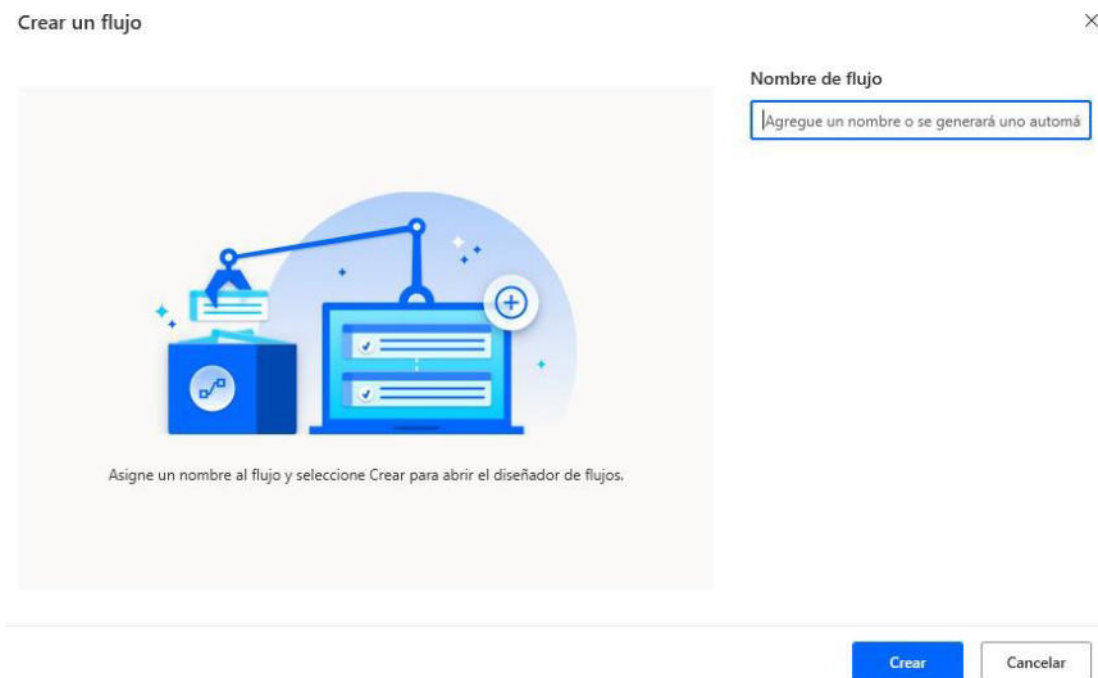 Crear un flujo
Nombre de flujo
Agregue un nombre o se generará uno automá
Asigne un nombre al flujo y seleccione Crear para abrir el diseñador de flujos.
Crear
Cancelar